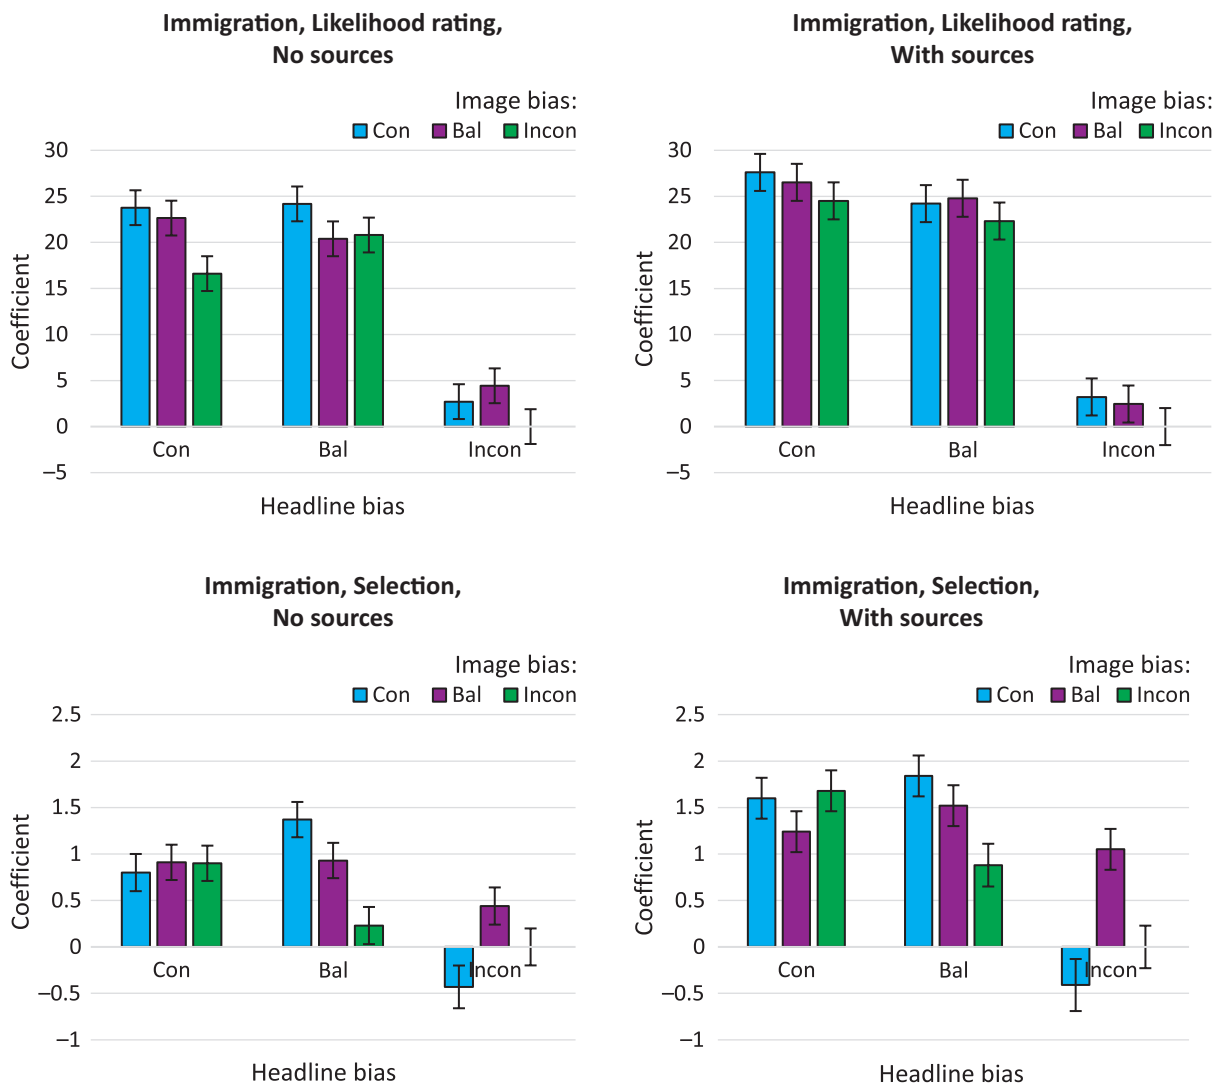 Immigration, Likelihood rating,
No sources
Image bias:
Con Bal Incon
30
25
20
15
10
5
0
–5
Coefficient
Con Bal Incon
Headline bias
Immigration, Likelihood rating,
With sources
Image bias:
Con Bal Incon
30
25
20
15
10
5
0
–5
Coefficient
Con Bal Incon
Headline bias
Immigration, Selection,
No sources
Image bias:
Con Bal Incon
2.5
2
1.5
1
0.5
0
–0.5
–1
Coefficient
Con Bal Incon
Headline bias
Immigration, Selection,
With sources
Image bias:
Con Bal Incon
2.5
2
1.5
1
0.5
0
–0.5
–1
Coefficient
Con Bal Incon
Headline bias